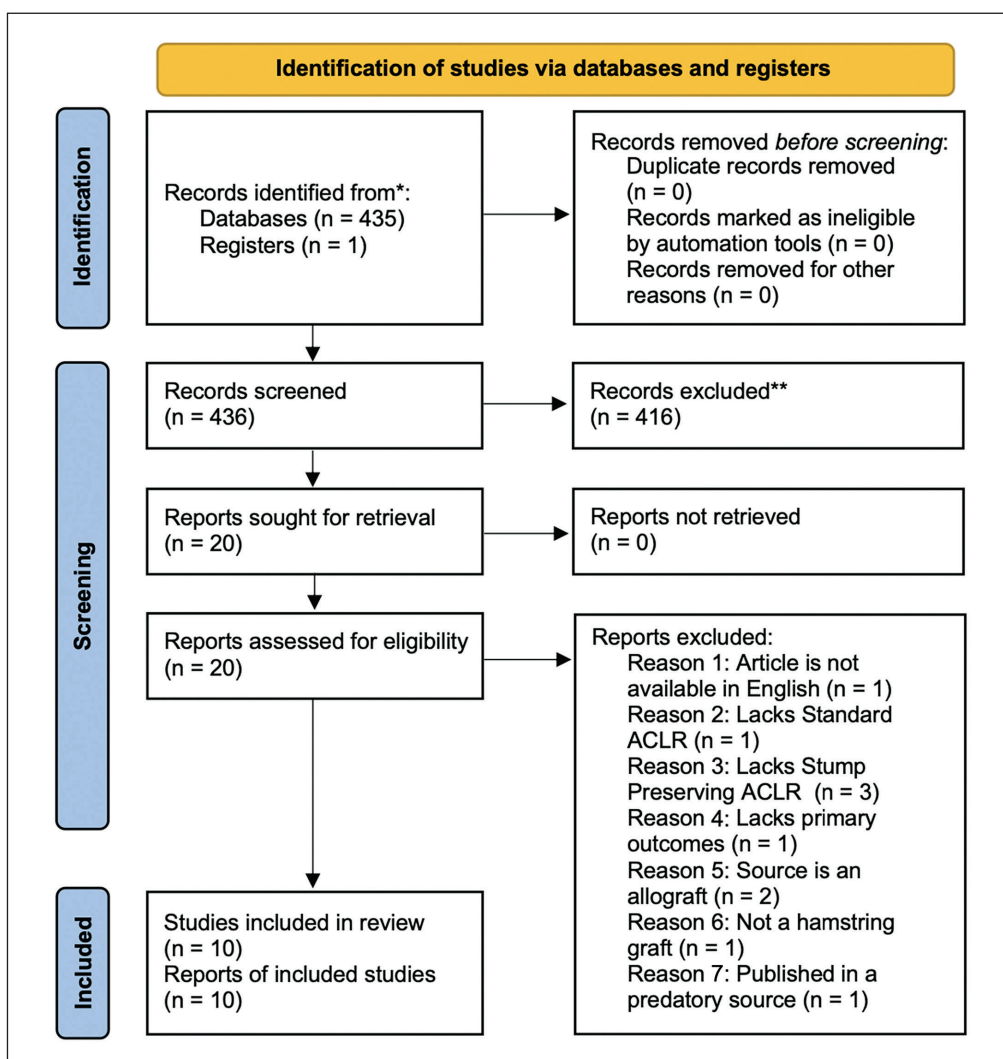 Identification of studies via databases and registers
Identification
Records identified from*:
Databases (n = 435)
Registers (n = 1)
Records removed before screening:
Duplicate records removed
(n = 0)
Records marked as ineligible
by automation tools (n = 0)
Records removed for other
reasons (n = 0)
Screening
Records screened
(n = 436)
Records excluded**
(n = 416)
Reports sought for retrieval
(n = 20)
Reports not retrieved
(n = 0)
Reports assessed for eligibility
(n = 20)
Reports excluded:
Reason 1: Article is not
available in English (n = 1)
Reason 2: Lacks Standard
ACLR (n = 1)
Reason 3: Lacks Stump
Preserving ACLR (n = 3)
Reason 4: Lacks primary
outcomes (n = 1)
Reason 5: Source is an
allograft (n = 2)
Reason 6: Not a hamstring
graft (n = 1)
Reason 7: Published in a
predatory source (n = 1)
Included
Studies included in review
(n = 10)
Reports of included studies
(n = 10)